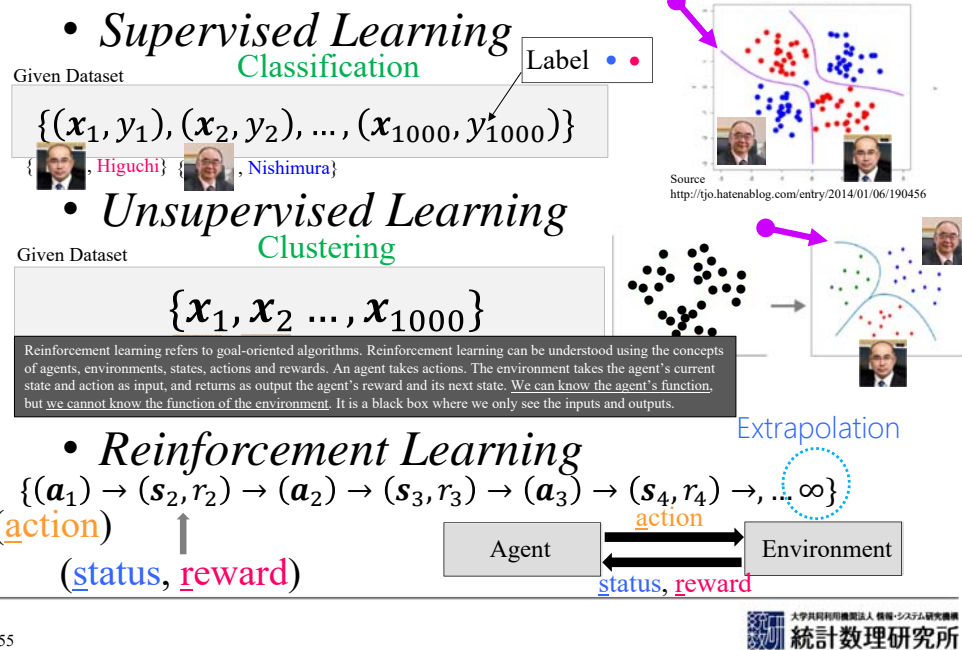 • Supervised Learning
Given Dataset
Classification
Label • •
{(x₁, y₁), (x₂, y₂), ..., (x₁₀₀₀, y₁₀₀₀)}
{ , Higuchi} { , Nishimura}
Source
http://tjo.hatenablog.com/entry/2014/01/06/190456
• Unsupervised Learning
Given Dataset
Clustering
{x₁, x₂ ..., x₁₀₀₀}
Reinforcement learning refers to goal-oriented algorithms. Reinforcement learning can be understood using the concepts
of agents, environments, states, actions and rewards. An agent takes actions. The environment takes the agent's current
state and action as input, and returns as output the agent's reward and its next state. We can know the agent's function,
but we cannot know the function of the environment. It is a black box where we only see the inputs and outputs.
• Reinforcement Learning
Extrapolation
{(a₁) → (s₂, r₂) → (a₂) → (s₃, r₃) → (a₃) → (s₄, r₄) →, ... ∞}
(action)
(status, reward)
action
Agent
Environment
status, reward
55
大学共同利用機関法人 情報・システム研究機構
統計数理研究所